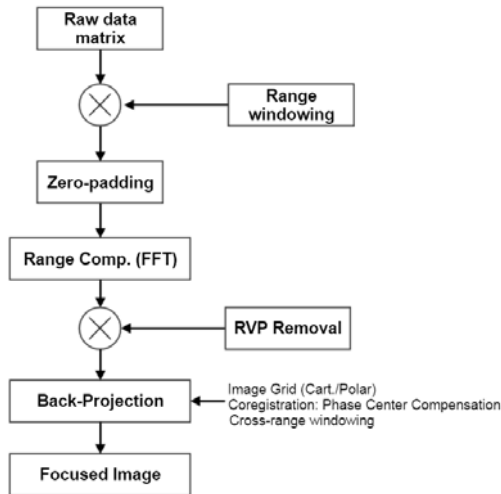 Raw data
matrix
Range
windowing
Zero-padding
Range Comp. (FFT)
RVP Removal
Back-Projection
Image Grid (Cart./Polar)
Coregistration: Phase Center Compensation
Cross-range windowing
Focused Image